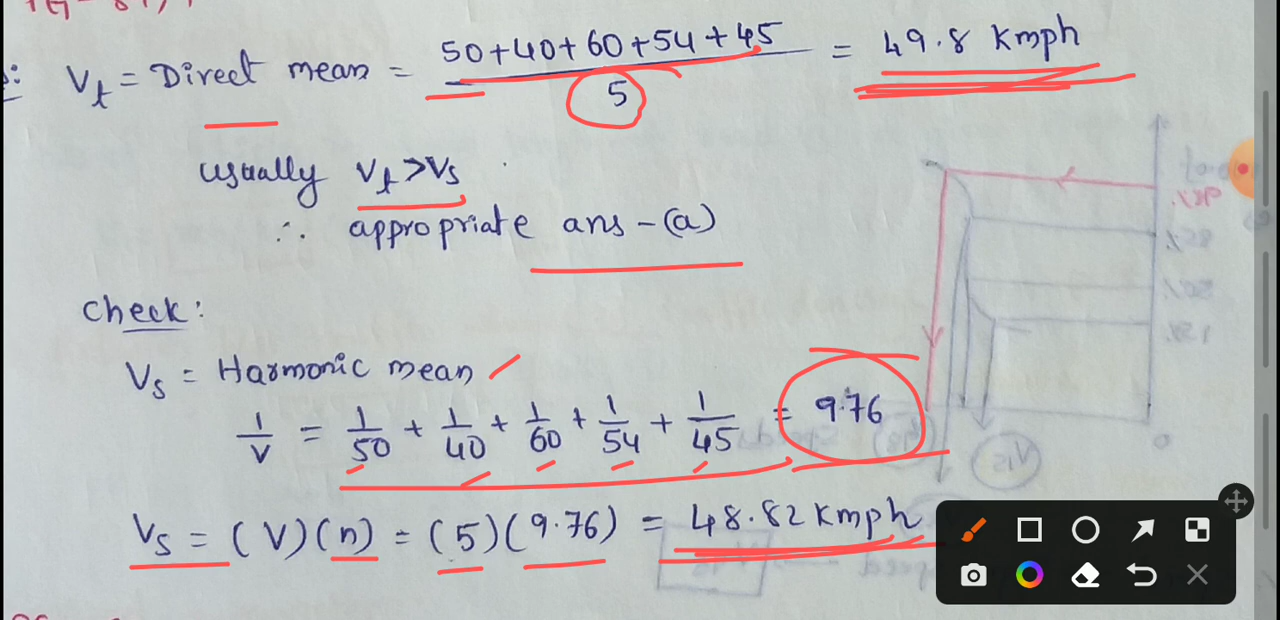 Vt = Direct mean = 50+40+60+54+45 / 5 = 49.8 Kmph
usually Vt>Vs
∴ appropriate ans - (a)
check:
Vs = Harmonic mean
1/V = 1/50 + 1/40 + 1/60 + 1/54 + 1/45 = 9.76
Vs = (V)(n) = (5)(9.76) = 48.82 Kmph